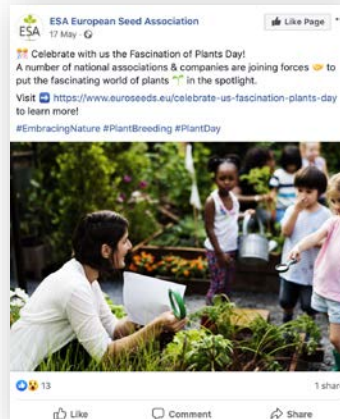 ESA European Seed Association
Like Page
ESA
17 May ·
Celebrate with us the Fascination of Plants Day!
A number of national associations & companies are joining forces 🤝 to
put the fascinating world of plants 🌱 in the spotlight.
Visit ➡️ https://www.euroseeds.eu/celebrate-us-fascination-plants-day
to learn more!
#EmbracingNature #PlantBreeding #PlantDay
13
1 share
Like Comment Share